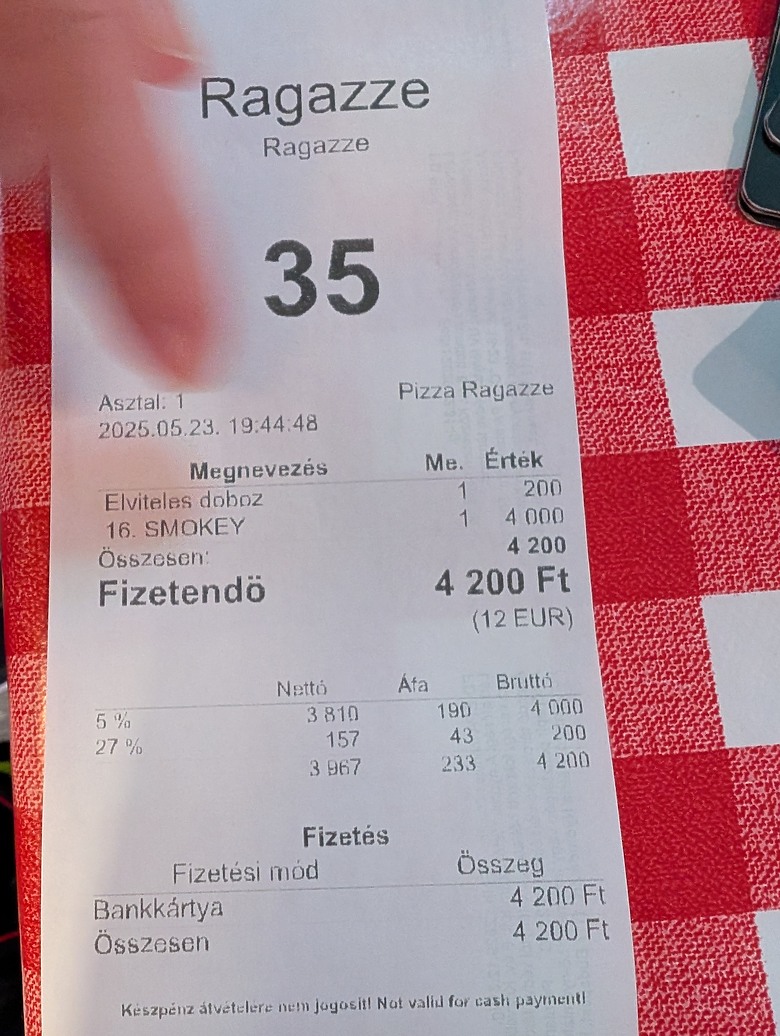 Ragazze
Ragazze
35
Asztal: 1 Pizza Ragazze
2025.05.23. 19:44:48
Megnevezés Me. Érték
Elviteles doboz 1 200
16. SMOKEY 1 4 000
Összesen: 4 200
Fizetendö 4 200 Ft
(12 EUR)
Nettó Áfa Bruttó
5 % 3 810 190 4 000
27 % 157 43 200
3 967 233 4 200
Fizetés
Fizetési mód Összeg
Bankkártya 4 200 Ft
Összesen 4 200 Ft
Készpénz átvételére nem jogosít! Not valid for cash payment!